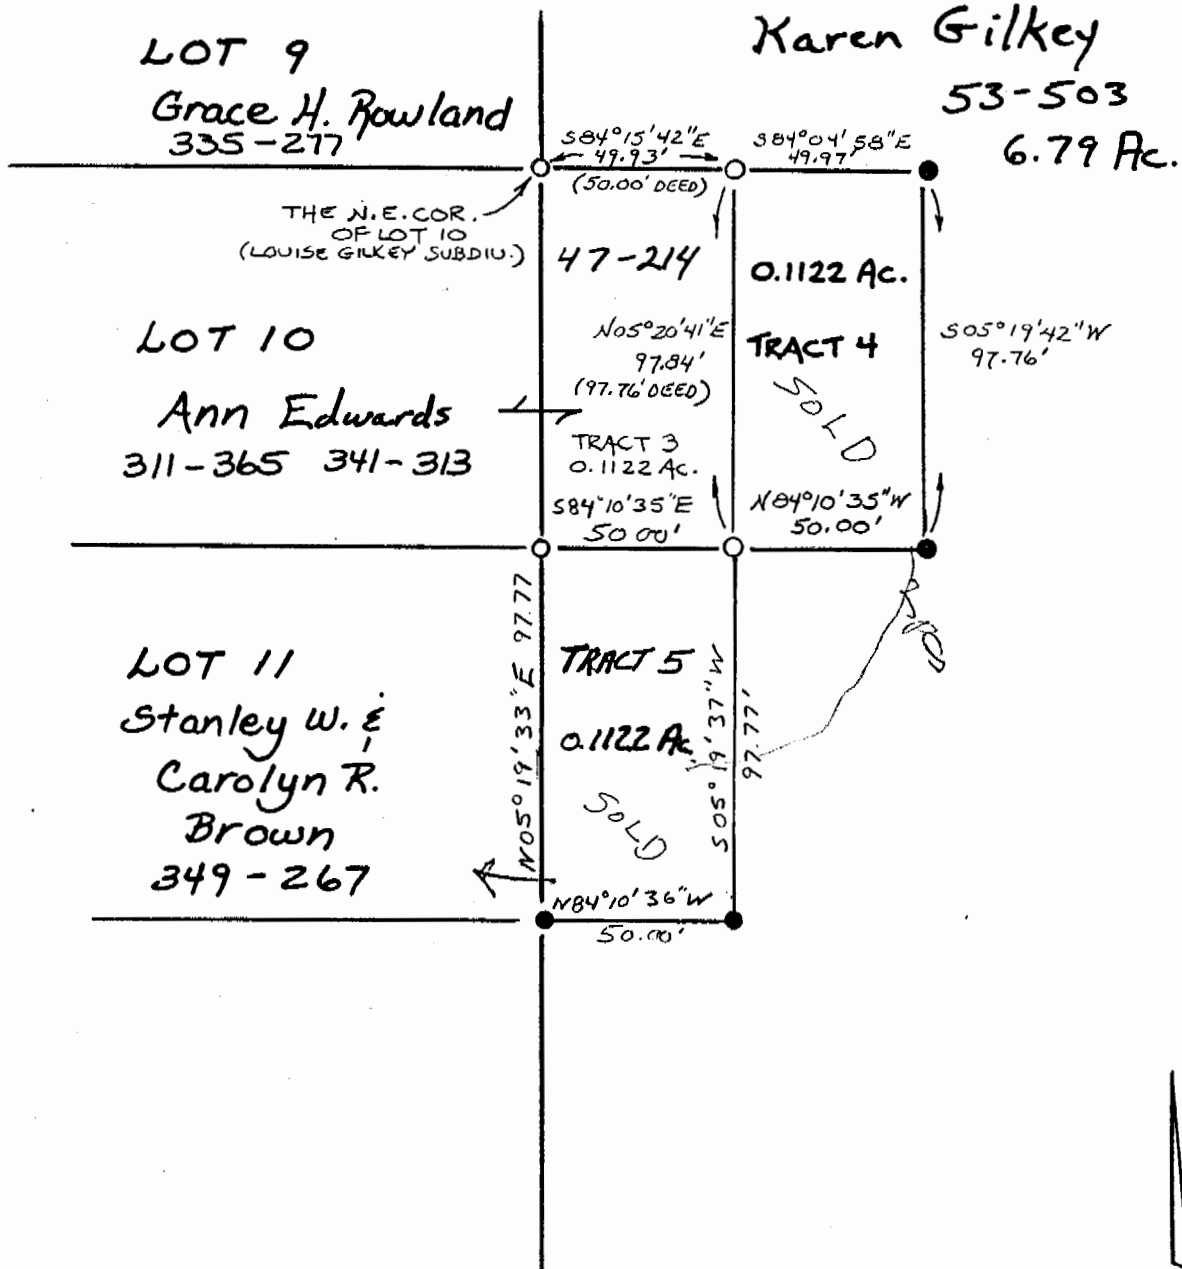 LOT 9
Grace H. Rowland
335-277
Karen Gilkey
53-503
6.79 Ac.
S84°15'42"E
49.93'
(50.00' DEED)
S84°04'58"E
49.97'
THE N.E. COR.
OF LOT 10
(LOUISE GILKEY SUBDIV.)
47-214
0.1122 Ac.
LOT 10
Ann Edwards
311-365 341-313
N05°20'41"E
97.84'
(97.76' DEED)
TRACT 4
SOLD
S05°19'42"W
97.76'
TRACT 3
0.1122 Ac.
S84°10'35"E
50.00'
N84°10'35"W
50.00'
LOT 11
Stanley W. &
Carolyn R.
Brown
349-267
N05°19'33"E 97.77
TRACT 5
0.1122 Ac.
SOLD
S05°19'37"W
97.77'
N84°10'36"W
50.00'